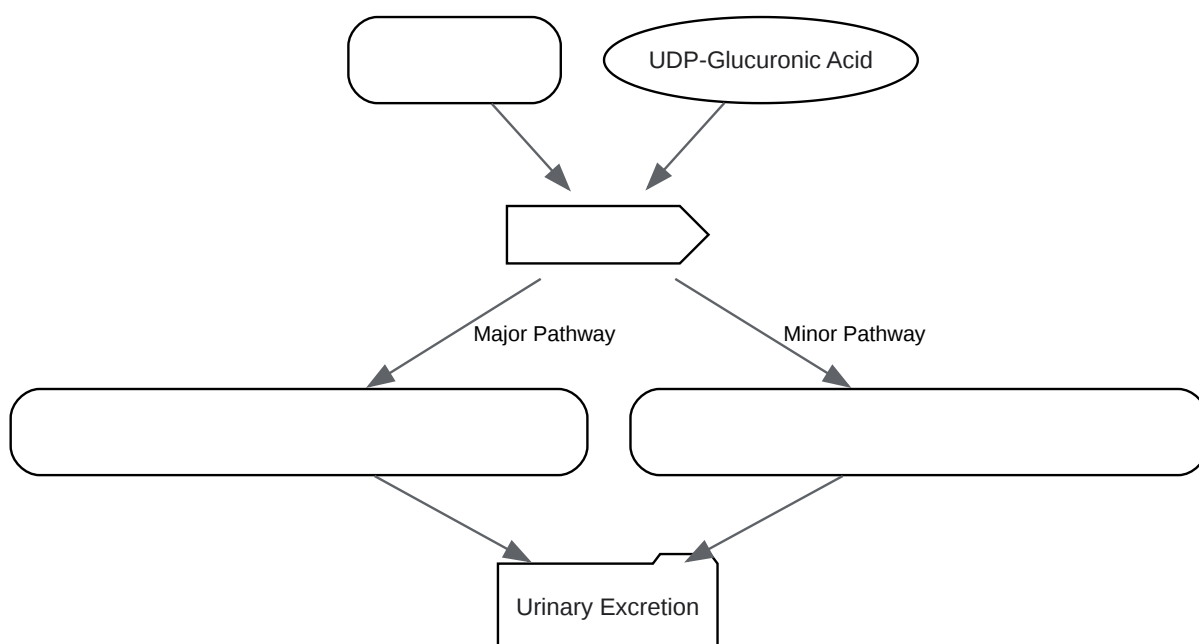 UDP-Glucuronic Acid
Major Pathway
Minor Pathway
Urinary Excretion